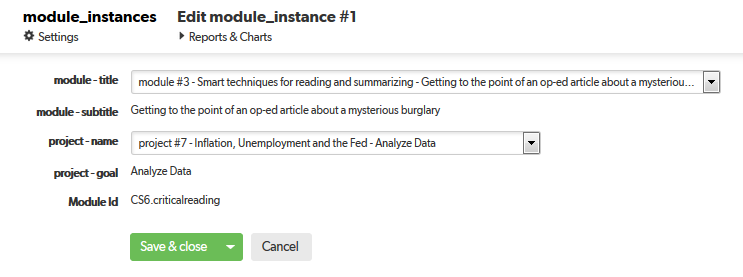 module_instances Edit module_instance #1
Settings Reports & Charts
module - title module #3 - Smart techniques for reading and summarizing - Getting to the point of an op-ed article about a mysteriou...
module - subtitle Getting to the point of an op-ed article about a mysterious burglary
project - name project #7 - Inflation, Unemployment and the Fed - Analyze Data
project - goal Analyze Data
Module Id CS6.criticalreading
Save & close Cancel